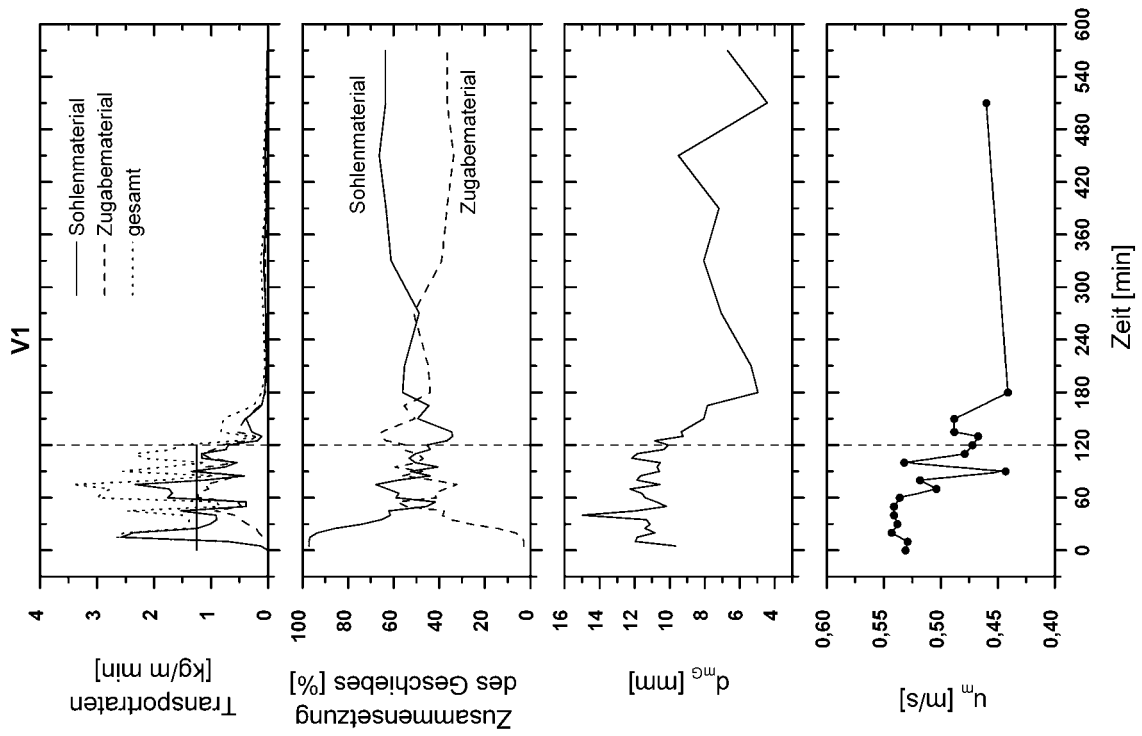 V1
4
3
2
1
0
Transportraten
[kg/m min]
Sohlenmaterial
Zugabematerial
gesamt
100
80
60
40
20
0
Zusammensetzung
des Geschiebes [%]
Sohlenmaterial
Zugabematerial
16
14
12
10
8
6
4
d_mG [mm]
0,60
0,55
0,50
0,45
0,40
u_m [m/s]
0 60 120 180 240 300 360 420 480 540 600
Zeit [min]